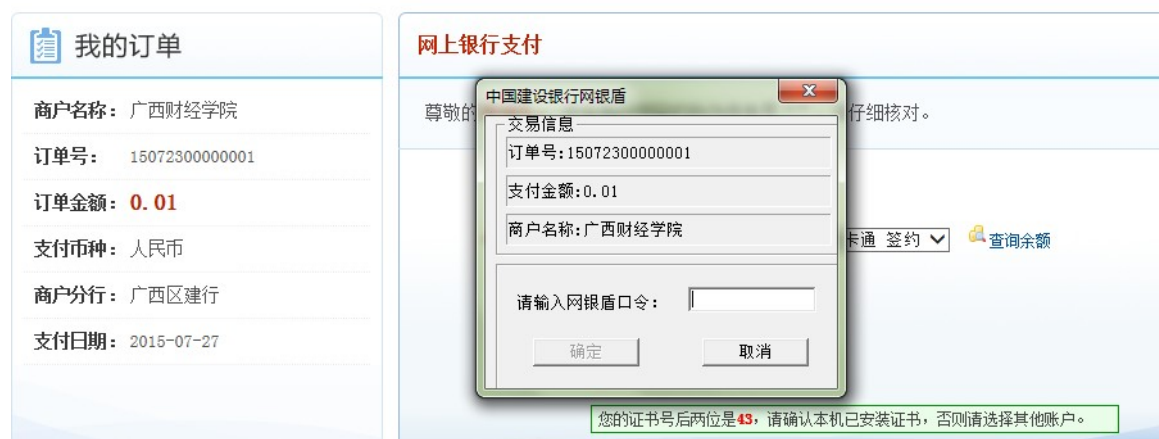 我的订单
商户名称：广西财经学院
订单号：15072300000001
订单金额：0.01
支付币种：人民币
商户分行：广西区建行
支付日期：2015-07-27
网上银行支付
尊敬的
仔细核对。
中国建设银行网银盾
交易信息
订单号:15072300000001
支付金额:0.01
商户名称:广西财经学院
卡通 签约
查询余额
请输入网银盾口令：
确定 取消
您的证书号后两位是43，请确认本机已安装证书，否则请选择其他账户。